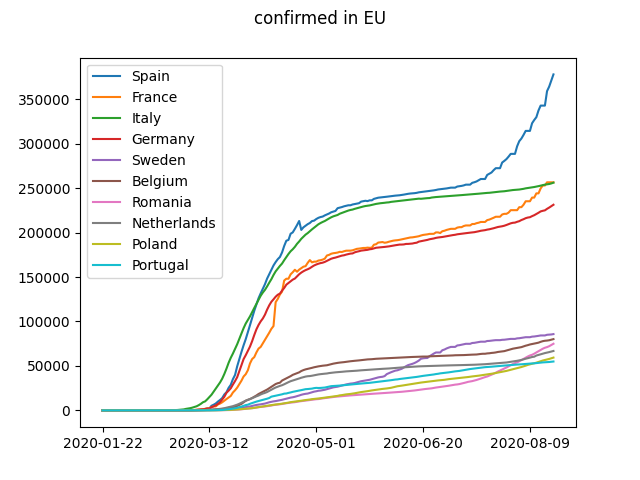 confirmed in EU
Spain
France
Italy
Germany
Sweden
Belgium
Romania
Netherlands
Poland
Portugal
350000
300000
250000
200000
150000
100000
50000
0
2020-01-22 2020-03-12 2020-05-01 2020-06-20 2020-08-09